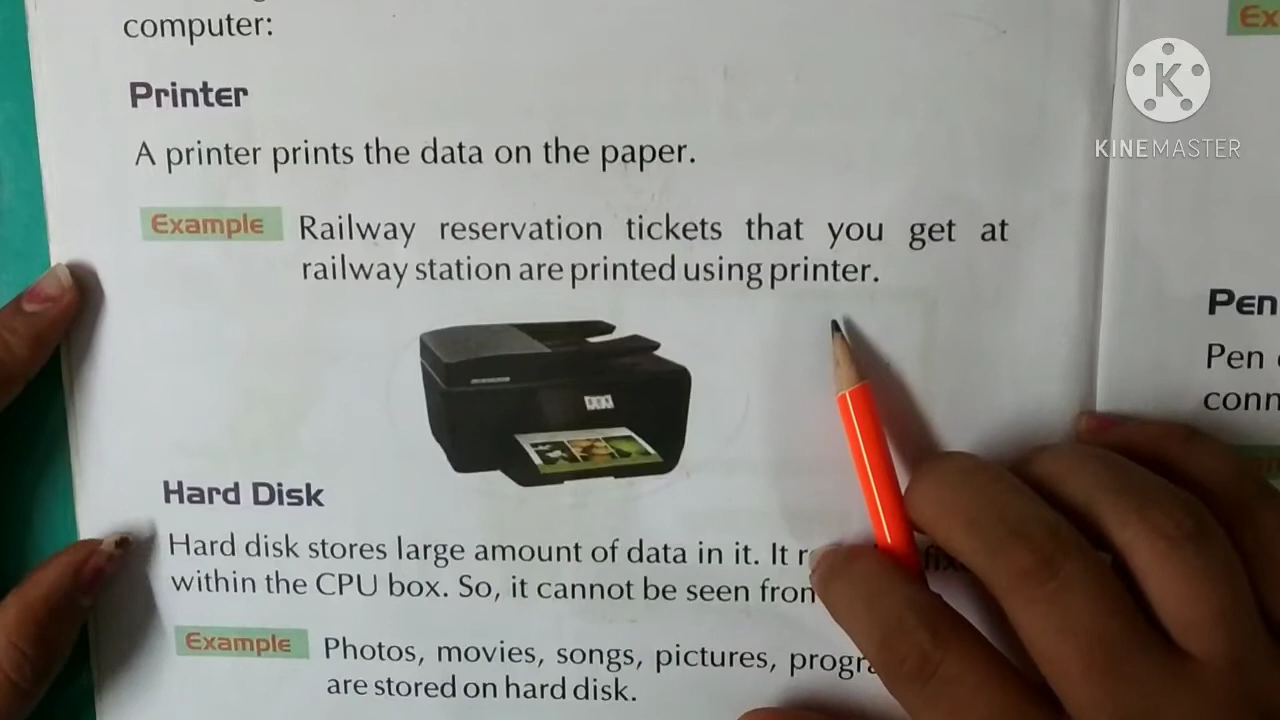 computer:
Printer
A printer prints the data on the paper.
Example Railway reservation tickets that you get at
railway station are printed using printer.
Hard Disk
Hard disk stores large amount of data in it. It
within the CPU box. So, it cannot be seen
Example Photos, movies, songs, pictures,
are stored on hard disk.
K
KINEMASTER
Pen
Pen